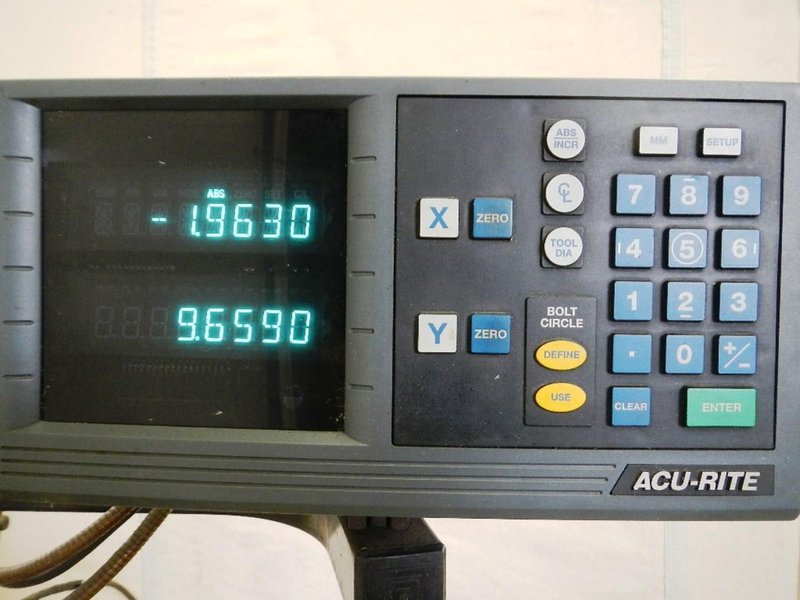 ABS
-1.9630
9.6590
X ZERO
Y ZERO
ABS
INCR
CL
TOOL
DIA
BOLT
CIRCLE
DEFINE
USE
MM SETUP
7 8 9
4 5 6
1 2 3
. 0 +/-
CLEAR ENTER
ACU-RITE